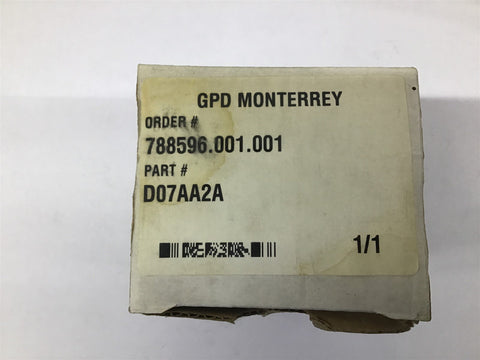 GPD MONTERREY
ORDER #
788596.001.001
PART #
D07AA2A
1/1